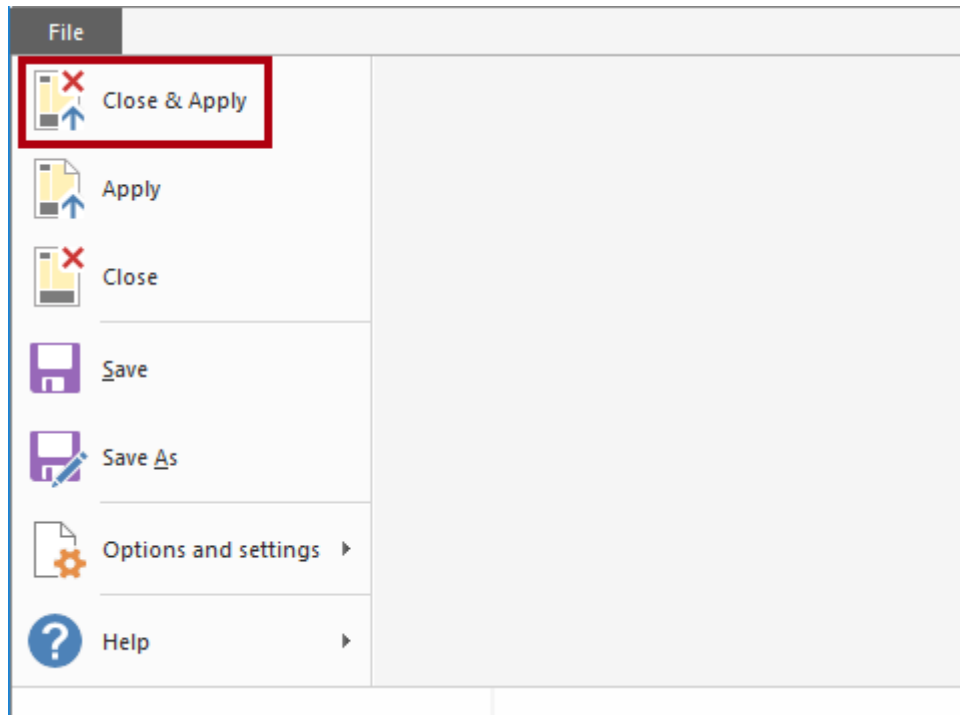 File
Close & Apply
Apply
Close
Save
Save As
Options and settings
Help